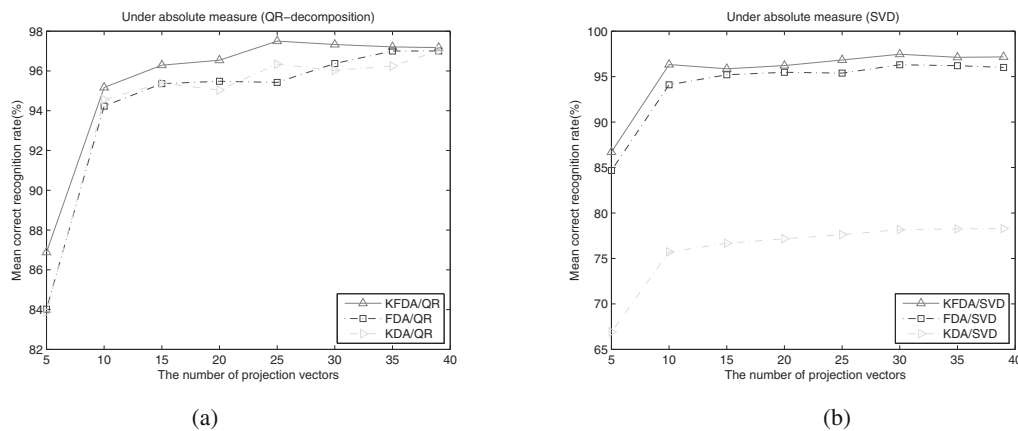 Under absolute measure (QR−decomposition)
98
96
94
92
90
88
86
84
82
Mean correct recognition rate(%)
KFDA/QR
FDA/QR
KDA/QR
5 10 15 20 25 30 35 40
The number of projection vectors
(a)
Under absolute measure (SVD)
100
95
90
85
80
75
70
65
Mean correct recognition rate(%)
KFDA/SVD
FDA/SVD
KDA/SVD
5 10 15 20 25 30 35 40
The number of projection vectors
(b)